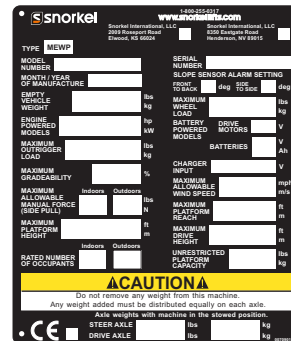 snorkel
1-800-255-0317
www.snorkellifts.com
Snorkel International, LLC
2009 Roseport Road
Elwood, KS 66024
Snorkel International, LLC
8350 Eastgate Road
Henderson, NV 89015
TYPE MEWP
MODEL NUMBER
MONTH / YEAR OF MANUFACTURE
EMPTY VEHICLE WEIGHT lbs kg
ENGINE POWERED MODELS hp kW
MAXIMUM OUTRIGGER LOAD lbs kg
MAXIMUM GRADEABILITY %
Indoors Outdoors
MAXIMUM ALLOWABLE MANUAL FORCE (SIDE PULL) lbs N
MAXIMUM PLATFORM HEIGHT ft m
Indoors Outdoors
RATED NUMBER OF OCCUPANTS
SERIAL NUMBER
SLOPE SENSOR ALARM SETTING
FRONT TO BACK deg SIDE TO SIDE deg
MAXIMUM WHEEL LOAD lbs kg
BATTERY POWERED MODELS DRIVE MOTORS V
BATTERIES V Ah
CHARGER INPUT V
MAXIMUM ALLOWABLE WIND SPEED mph m/s
MAXIMUM PLATFORM REACH ft m
MAXIMUM DRIVE HEIGHT ft m
UNRESTRICTED PLATFORM CAPACITY lbs kg
CAUTION
Do not remove any weight from this machine.
Any weight added must be distributed equally on each axle.
Axle weights with machine in the stowed position.
CE
STEER AXLE lbs kg
DRIVE AXLE lbs kg